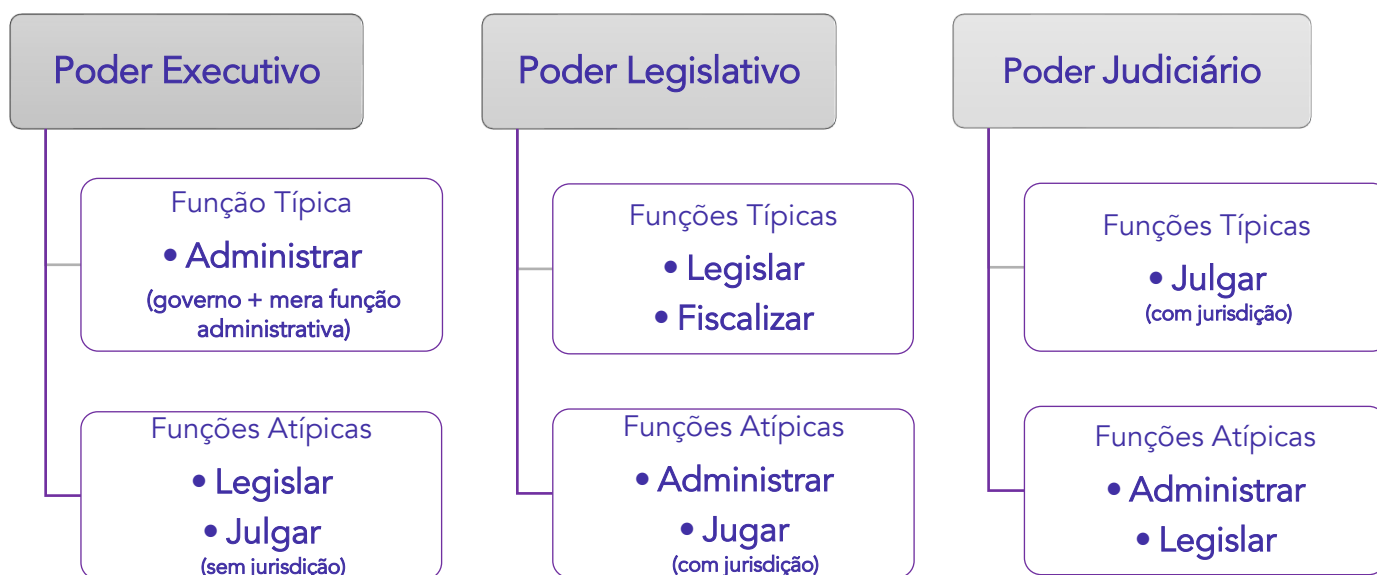 Poder Executivo
Função Típica
• Administrar
(governo + mera função
administrativa)
Funções Atípicas
• Legislar
• Julgar
(sem jurisdição)
Poder Legislativo
Funções Típicas
• Legislar
• Fiscalizar
Funções Atípicas
• Administrar
• Jugar
(com jurisdição)
Poder Judiciário
Funções Típicas
• Julgar
(com jurisdição)
Funções Atípicas
• Administrar
• Legislar